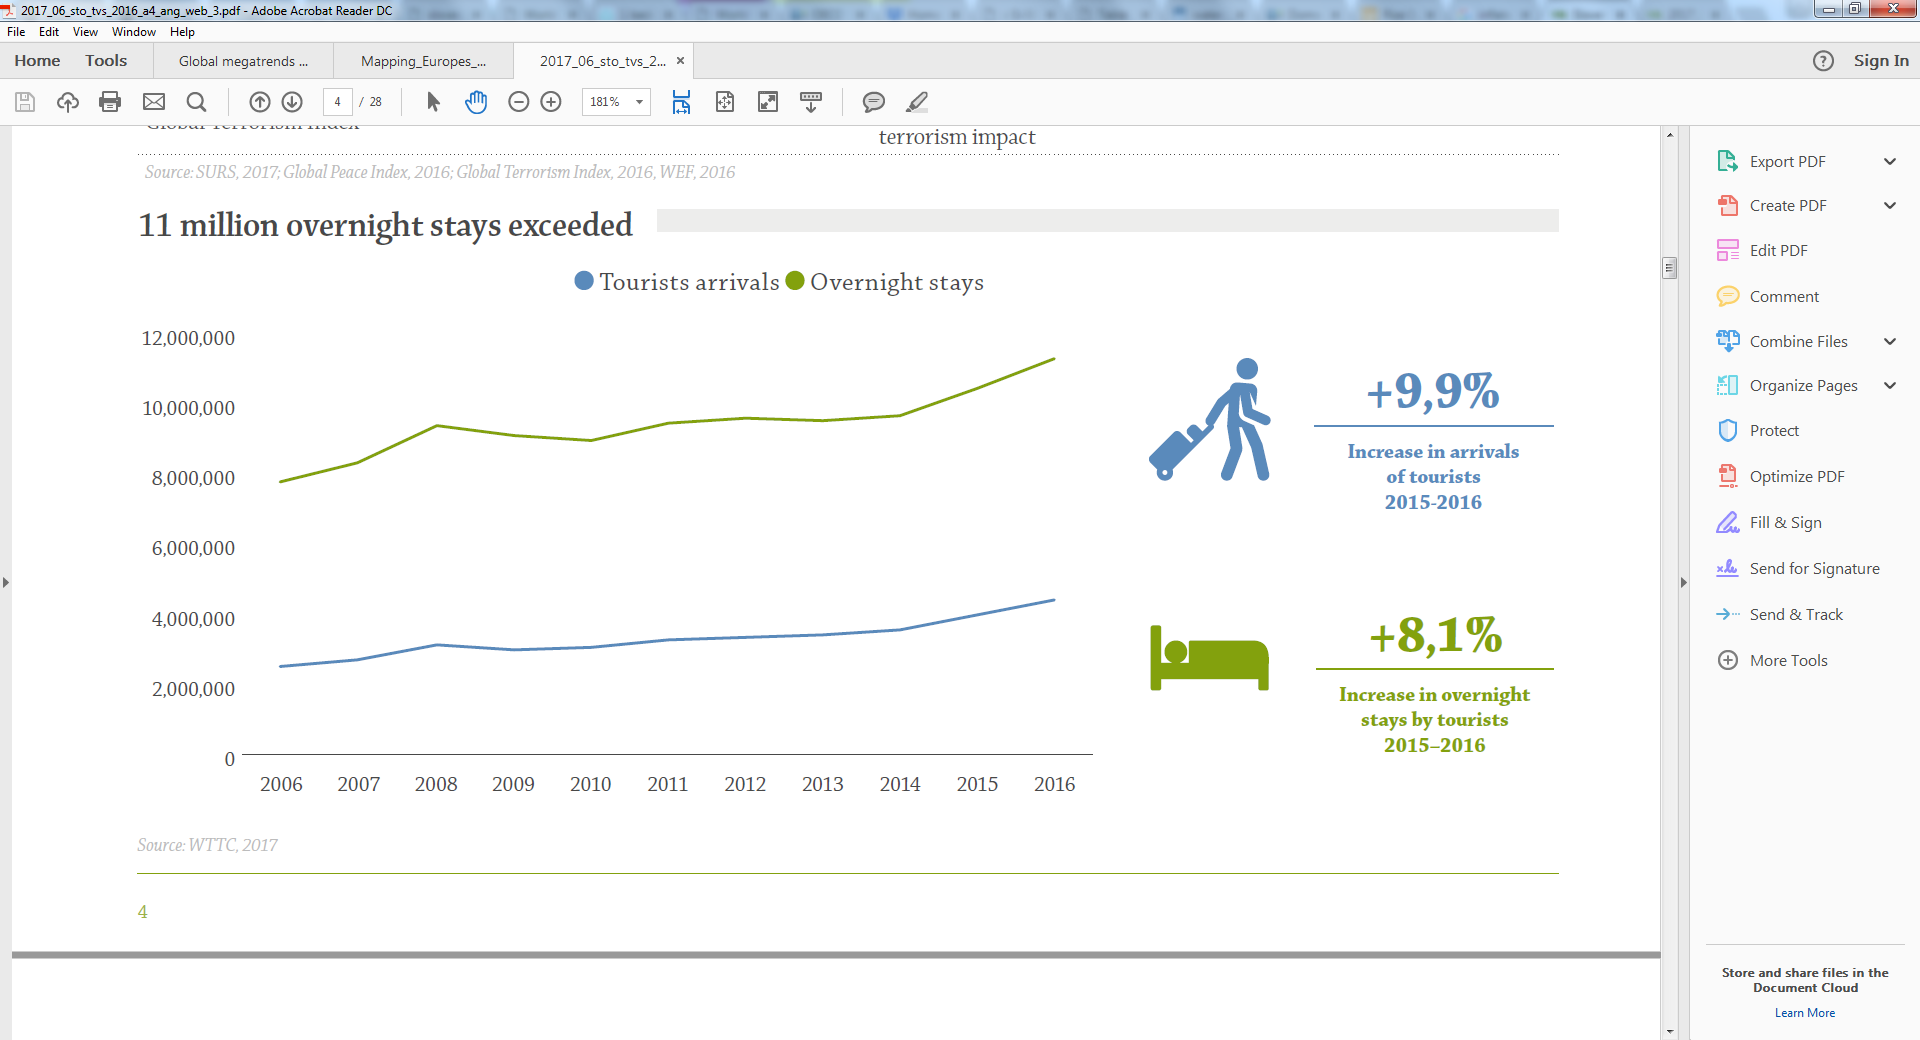 2017_06_sto_tvs_2016_a4_ang_web_3.pdf - Adobe Acrobat Reader DC
File Edit View Window Help
Home Tools Global megatrends ... Mapping_Europes_... 2017_06_sto_tvs_2... × Sign In
4 / 28 181%
Global Terrorism Index
terrorism impact
Source: SURS, 2017; Global Peace Index, 2016; Global Terrorism Index, 2016, WEF, 2016
11 million overnight stays exceeded
Tourists arrivals Overnight stays
12,000,000
10,000,000
8,000,000
6,000,000
4,000,000
2,000,000
0
2006 2007 2008 2009 2010 2011 2012 2013 2014 2015 2016
+9,9%
Increase in arrivals
of tourists
2015-2016
+8,1%
Increase in overnight
stays by tourists
2015–2016
Source: WTTC, 2017
4
Export PDF
Create PDF
Edit PDF
Comment
Combine Files
Organize Pages
Protect
Optimize PDF
Fill & Sign
Send for Signature
Send & Track
More Tools
Store and share files in the
Document Cloud
Learn More